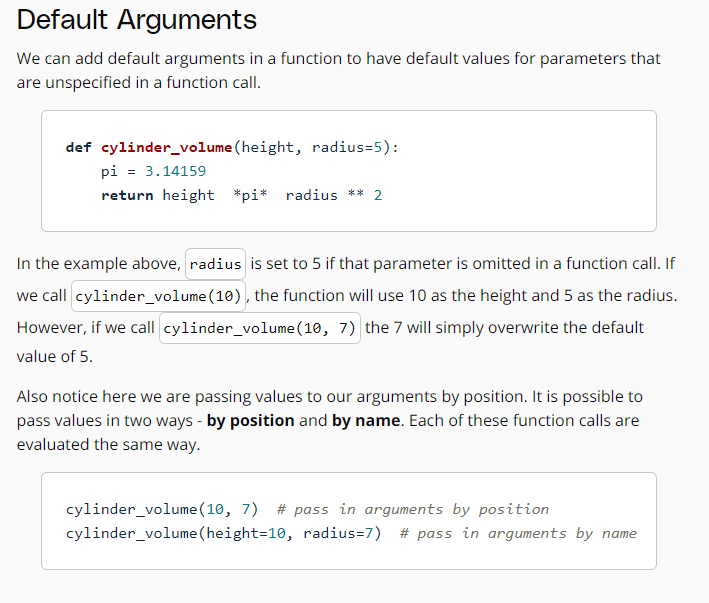 Default Arguments
We can add default arguments in a function to have default values for parameters that
are unspecified in a function call.
def cylinder_volume(height, radius=5):
    pi = 3.14159
    return height  *pi*  radius ** 2
In the example above, radius is set to 5 if that parameter is omitted in a function call. If
we call cylinder_volume(10), the function will use 10 as the height and 5 as the radius.
However, if we call cylinder_volume(10, 7) the 7 will simply overwrite the default
value of 5.
Also notice here we are passing values to our arguments by position. It is possible to
pass values in two ways - by position and by name. Each of these function calls are
evaluated the same way.
cylinder_volume(10, 7)  # pass in arguments by position
cylinder_volume(height=10, radius=7)  # pass in arguments by name